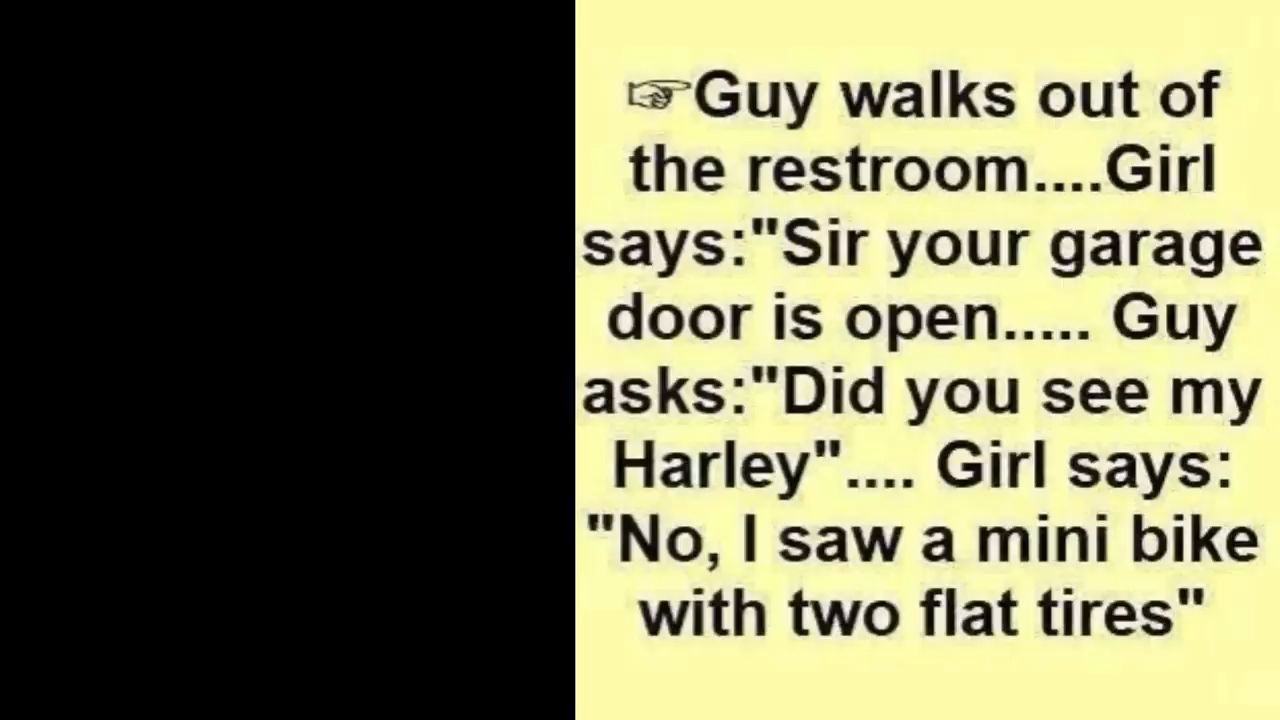 ☞Guy walks out of
the restroom....Girl
says:"Sir your garage
door is open..... Guy
asks:"Did you see my
Harley".... Girl says:
"No, I saw a mini bike
with two flat tires"